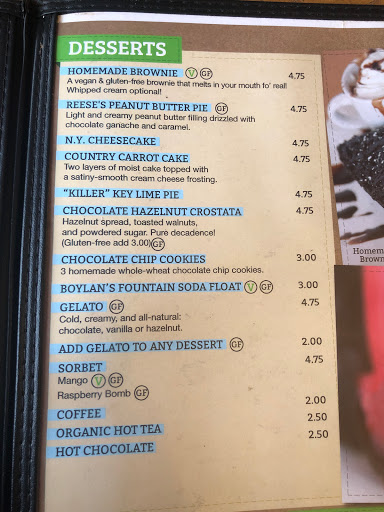 DESSERTS
HOMEMADE BROWNIE V GF 4.75
A vegan & gluten-free brownie that melts in your mouth fo' real!
Whipped cream optional!
REESE'S PEANUT BUTTER PIE GF 4.75
Light and creamy peanut butter filling drizzled with
chocolate ganache and caramel.
N.Y. CHEESECAKE 4.75
COUNTRY CARROT CAKE 4.75
Two layers of moist cake topped with
a satiny-smooth cream cheese frosting.
"KILLER" KEY LIME PIE 4.75
CHOCOLATE HAZELNUT CROSTATA 4.75
Hazelnut spread, toasted walnuts,
and powdered sugar. Pure decadence!
(Gluten-free add 3.00) GF
CHOCOLATE CHIP COOKIES 3.00
3 homemade whole-wheat chocolate chip cookies.
BOYLAN'S FOUNTAIN SODA FLOAT V GF 3.00
GELATO GF 4.75
Cold, creamy, and all-natural:
chocolate, vanilla or hazelnut.
ADD GELATO TO ANY DESSERT GF 2.00
SORBET 4.75
Mango V GF
Raspberry Bomb GF
COFFEE 2.00
ORGANIC HOT TEA 2.50
HOT CHOCOLATE 2.50
Homem
Brown